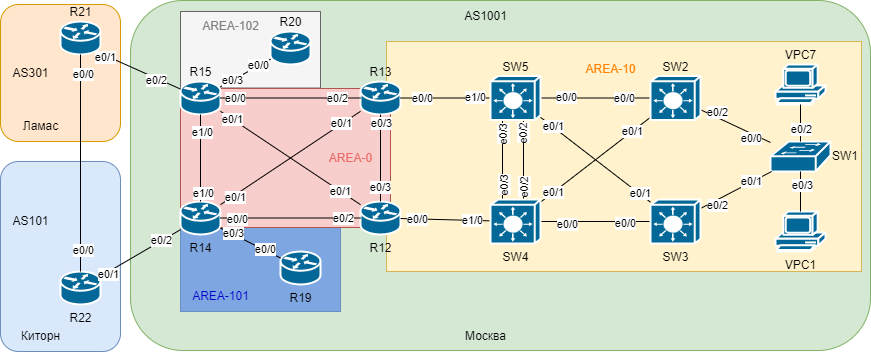 R21
e0/1
e0/0
AS301
Ламас
AS101
e0/0
e0/1
R22
Киторн
AS1001
AREA-102
R20
R15
e0/0
e0/3
e0/2
e0/0
e0/1
e1/0
R13
e0/2
e0/1
e0/3
e0/0
AREA-0
e1/0
e0/1
R14
e0/0
e0/3
e0/2
e0/3
e0/1
e0/2
R12
e0/0
AREA-101
e0/0
R19
AREA-10
SW5
e1/0
e0/0
e0/1
e0/3
e0/2
SW2
e0/0
e0/1
e0/2
e0/3
e0/2
e1/0
e0/1
e0/0
SW4
e0/1
e0/0
e0/2
SW3
VPC7
e0/2
e0/0
SW1
e0/1
e0/3
VPC1
Москва